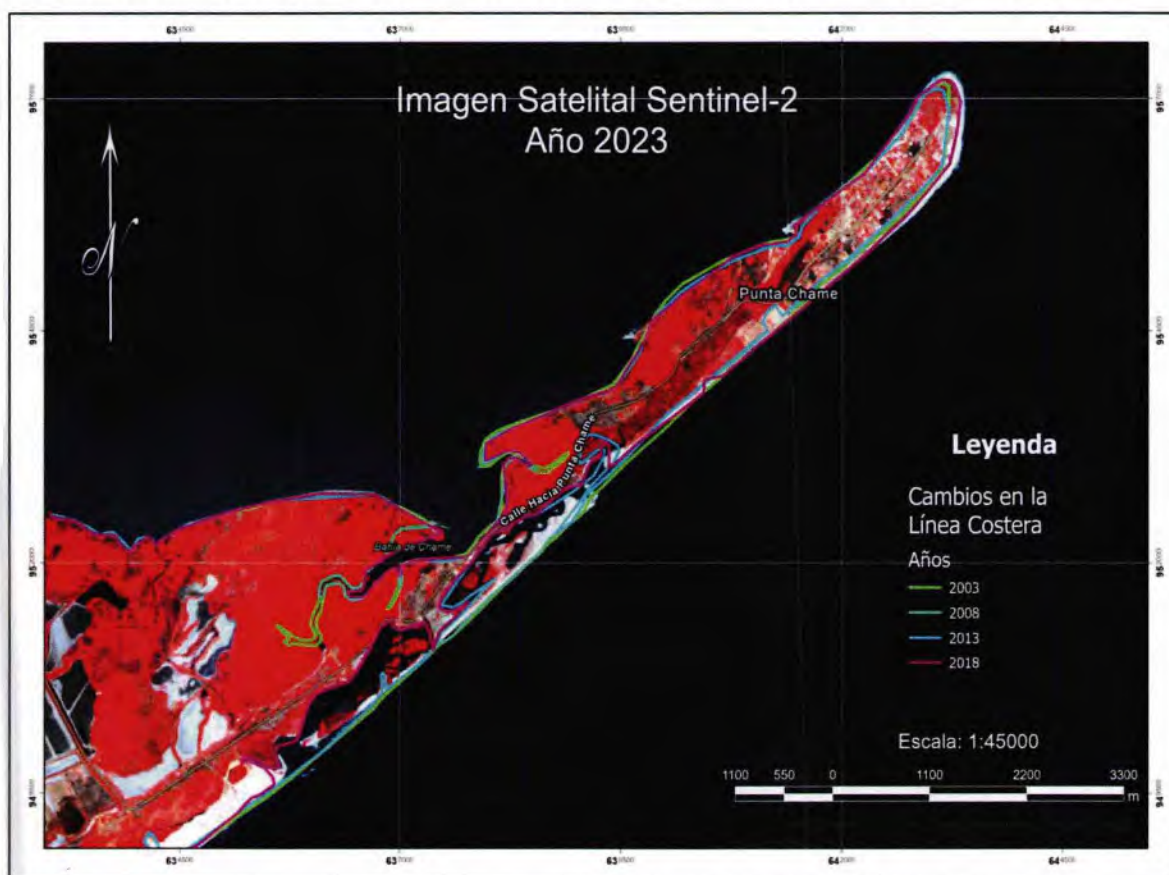 Imagen Satelital Sentinel-2
Año 2023
N
Punta Chame
Calle Hacia Punta Chame
Bahía de Chame
Leyenda
Cambios en la
Línea Costera
Años
2003
2008
2013
2018
Escala: 1:45000
1100 550 0 1100 2200 3300
m